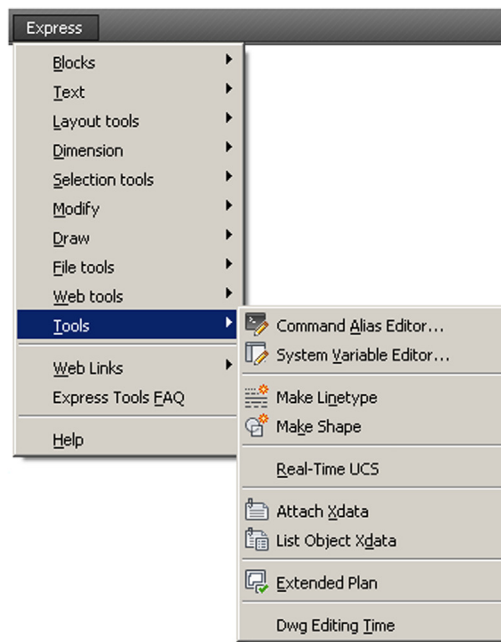 Express
Blocks
Text
Layout tools
Dimension
Selection tools
Modify
Draw
File tools
Web tools
Tools
Web Links
Express Tools FAQ
Help
Command Alias Editor...
System Variable Editor...
Make Linetype
Make Shape
Real-Time UCS
Attach Xdata
List Object Xdata
Extended Plan
Dwg Editing Time